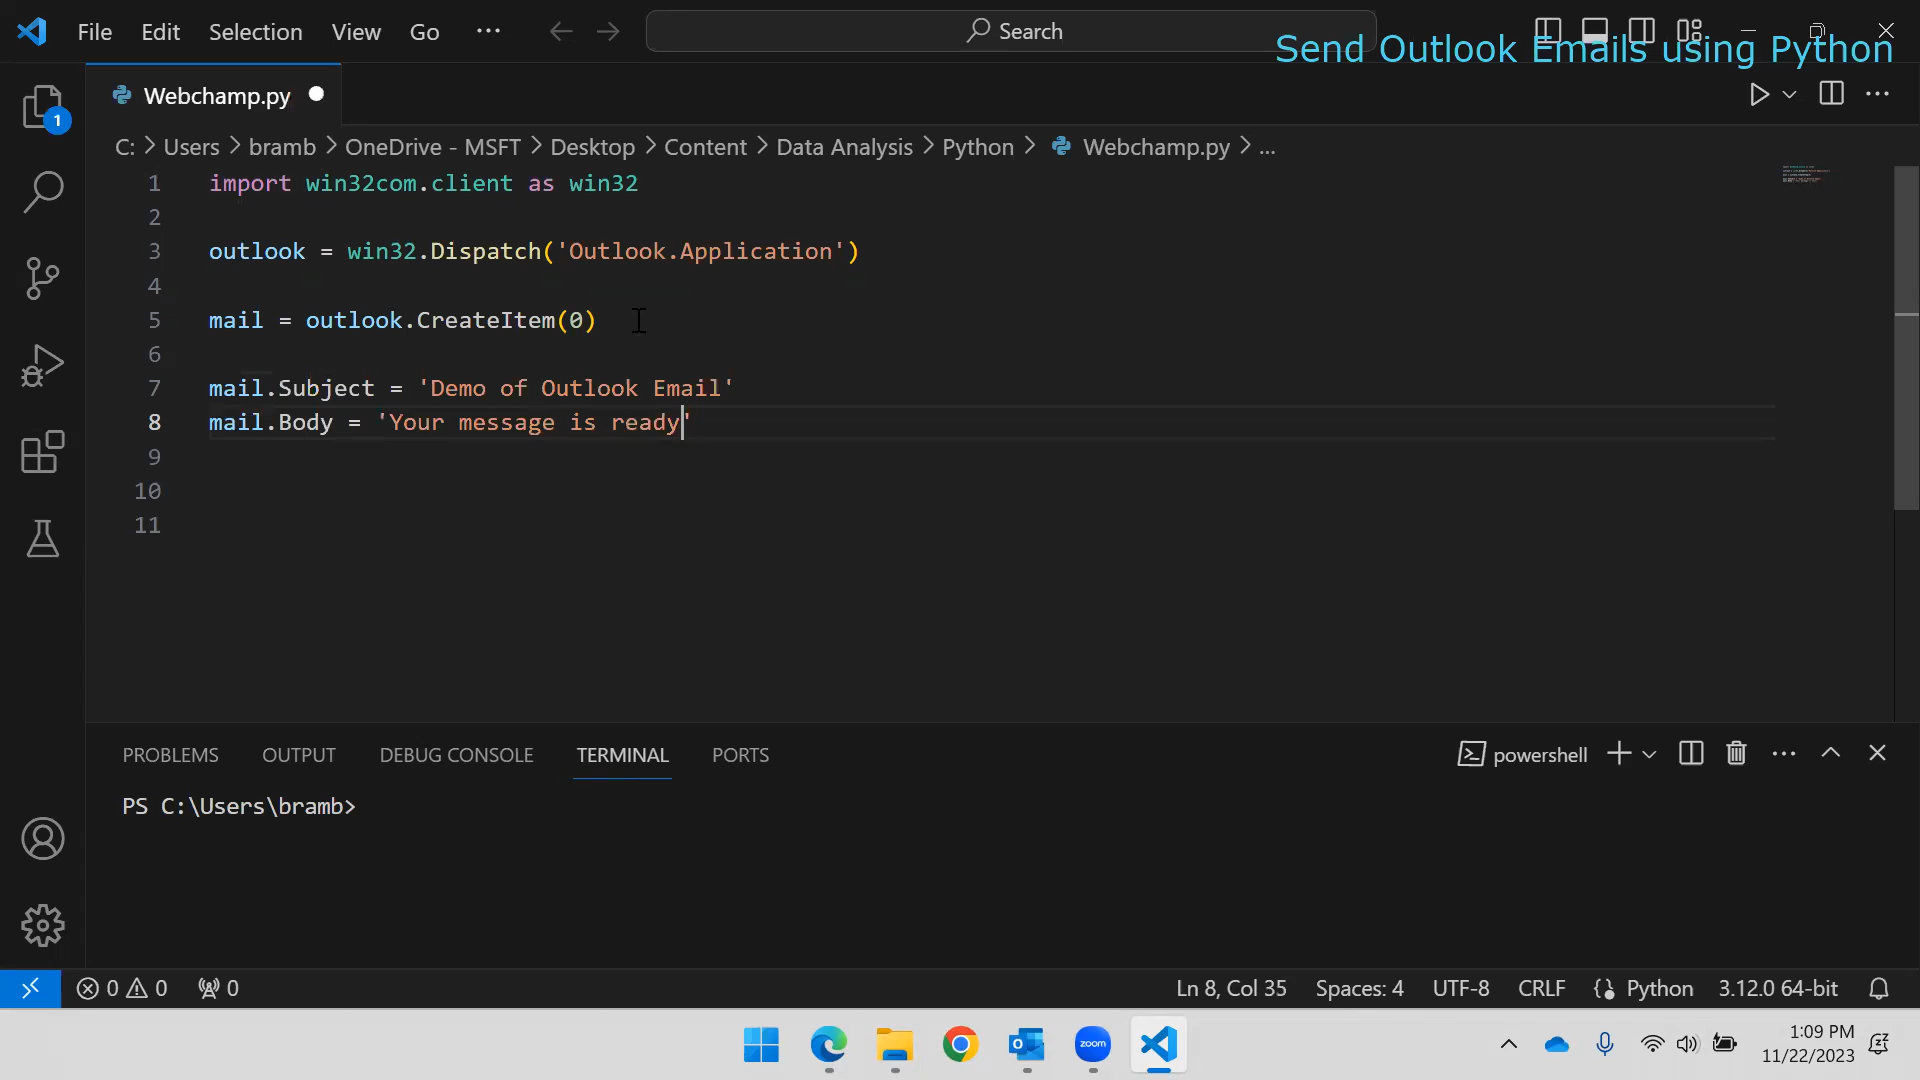 File Edit Selection View Go ··· Search
Send Outlook Emails using Python
Webchamp.py
C: > Users > bramb > OneDrive - MSFT > Desktop > Content > Data Analysis > Python > Webchamp.py > ...
1 import win32com.client as win32
2
3 outlook = win32.Dispatch('Outlook.Application')
4
5 mail = outlook.CreateItem(0)
6
7 mail.Subject = 'Demo of Outlook Email'
8 mail.Body = 'Your message is ready'
9
10
11
PROBLEMS OUTPUT DEBUG CONSOLE TERMINAL PORTS powershell
PS C:\Users\bramb>
0 0 0 Ln 8, Col 35 Spaces: 4 UTF-8 CRLF Python 3.12.0 64-bit
1
zoom
1:09 PM
11/22/2023